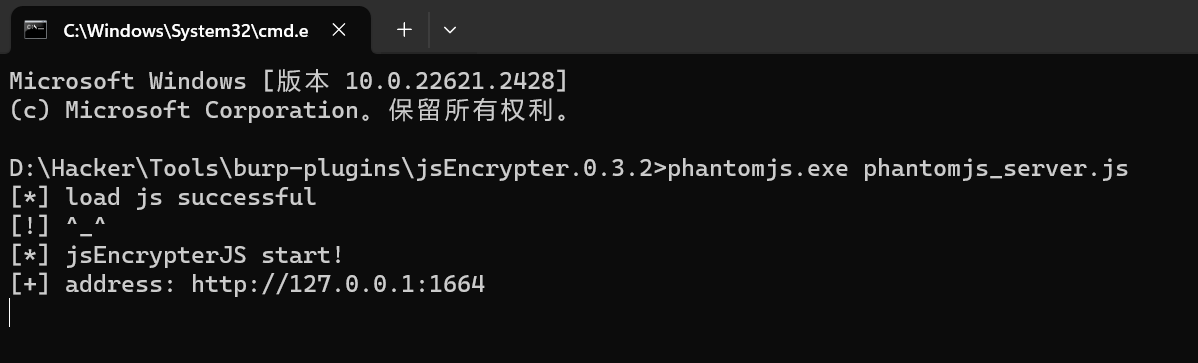 C:\Windows\System32\cmd.e
Microsoft Windows [版本 10.0.22621.2428]
(c) Microsoft Corporation。保留所有权利。
D:\Hacker\Tools\burp-plugins\jsEncrypter.0.3.2>phantomjs.exe phantomjs_server.js
[*] load js successful
[!] ^_^
[*] jsEncrypterJS start!
[+] address: http://127.0.0.1:1664